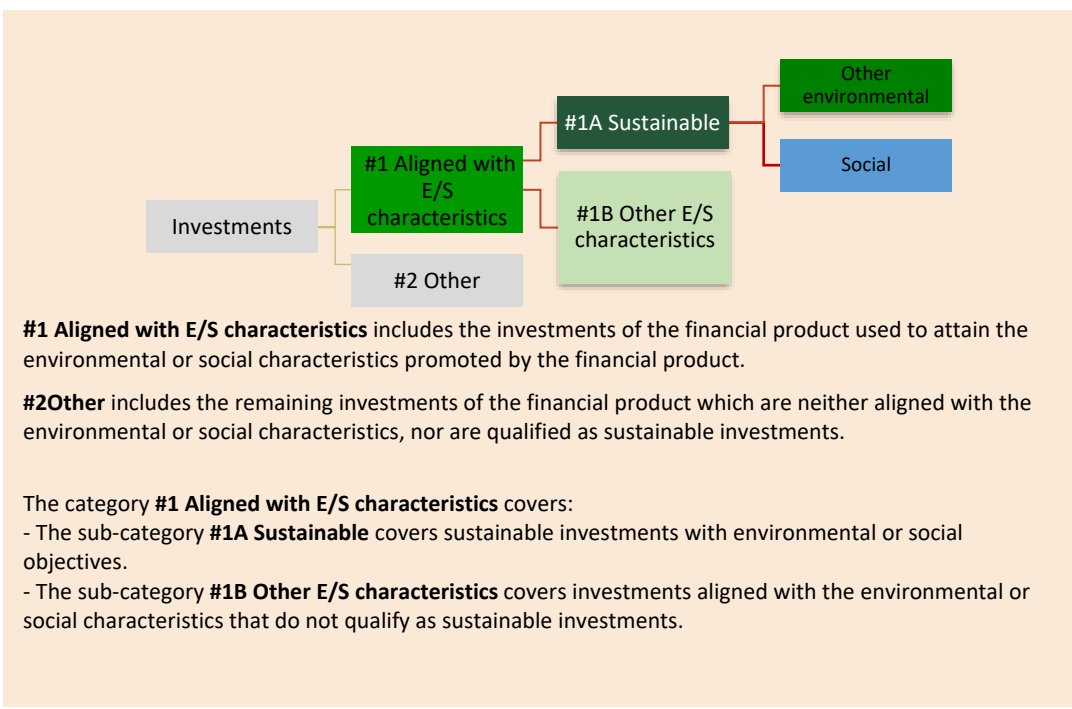 Other
environmental
#1A Sustainable
Social
#1 Aligned with
E/S
characteristics
#1B Other E/S
characteristics
Investments
#2 Other
#1 Aligned with E/S characteristics includes the investments of the financial product used to attain the
environmental or social characteristics promoted by the financial product.
#2Other includes the remaining investments of the financial product which are neither aligned with the
environmental or social characteristics, nor are qualified as sustainable investments.
The category #1 Aligned with E/S characteristics covers:
- The sub-category #1A Sustainable covers sustainable investments with environmental or social
objectives.
- The sub-category #1B Other E/S characteristics covers investments aligned with the environmental or
social characteristics that do not qualify as sustainable investments.